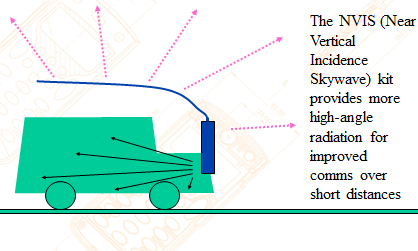 The NVIS (Near
Vertical
Incidence
Skywave) kit
provides more
high-angle
radiation for
improved
comms over
short distances